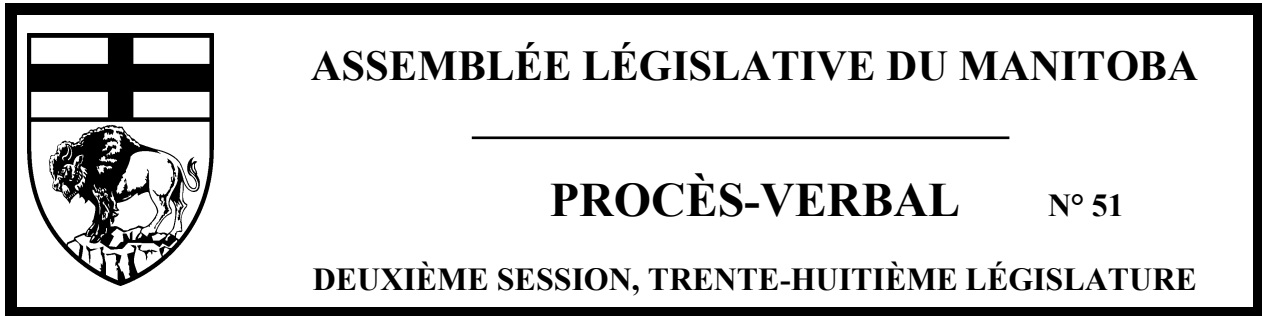 ASSEMBLÉE LÉGISLATIVE DU MANITOBA
PROCÈS-VERBAL N° 51
DEUXIÈME SESSION, TRENTE-HUITIÈME LÉGISLATURE